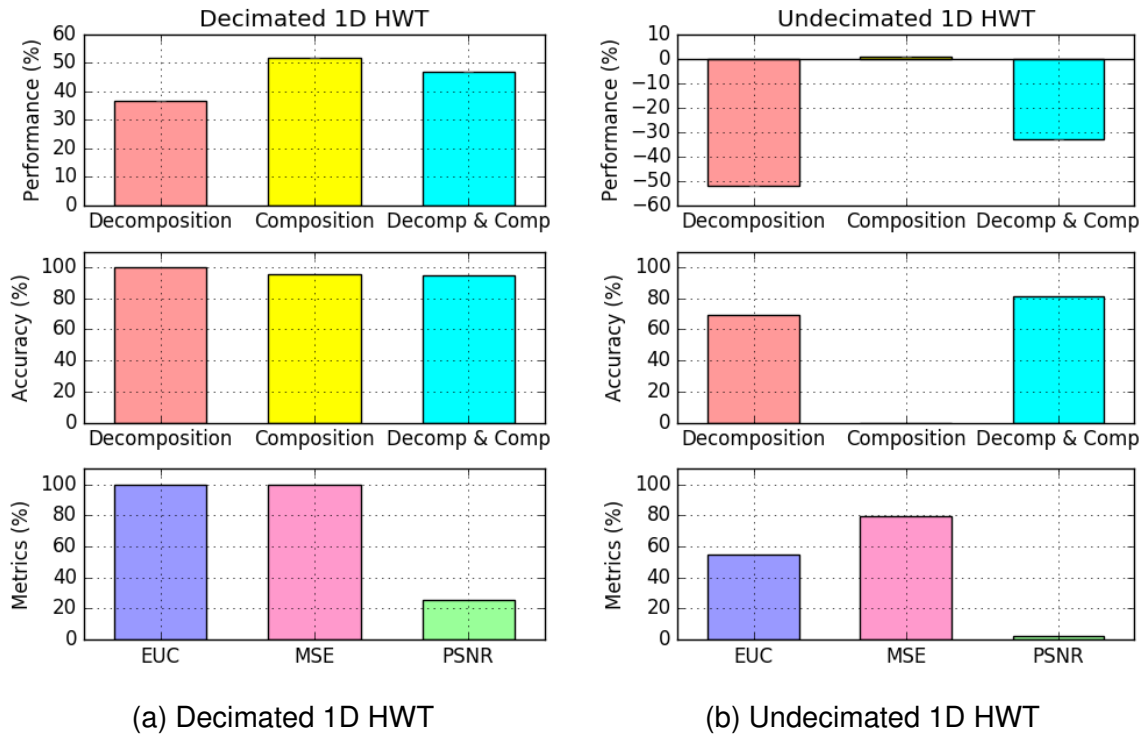 Decimated 1D HWT
Performance (%)
60
50
40
30
20
10
0
Decomposition Composition Decomp & Comp
Accuracy (%)
100
80
60
40
20
0
Decomposition Composition Decomp & Comp
Metrics (%)
100
80
60
40
20
0
EUC MSE PSNR
(a) Decimated 1D HWT
Undecimated 1D HWT
Performance (%)
10
0
−10
−20
−30
−40
−50
−60
Decomposition Composition Decomp & Comp
Accuracy (%)
100
80
60
40
20
0
Decomposition Composition Decomp & Comp
Metrics (%)
100
80
60
40
20
0
EUC MSE PSNR
(b) Undecimated 1D HWT